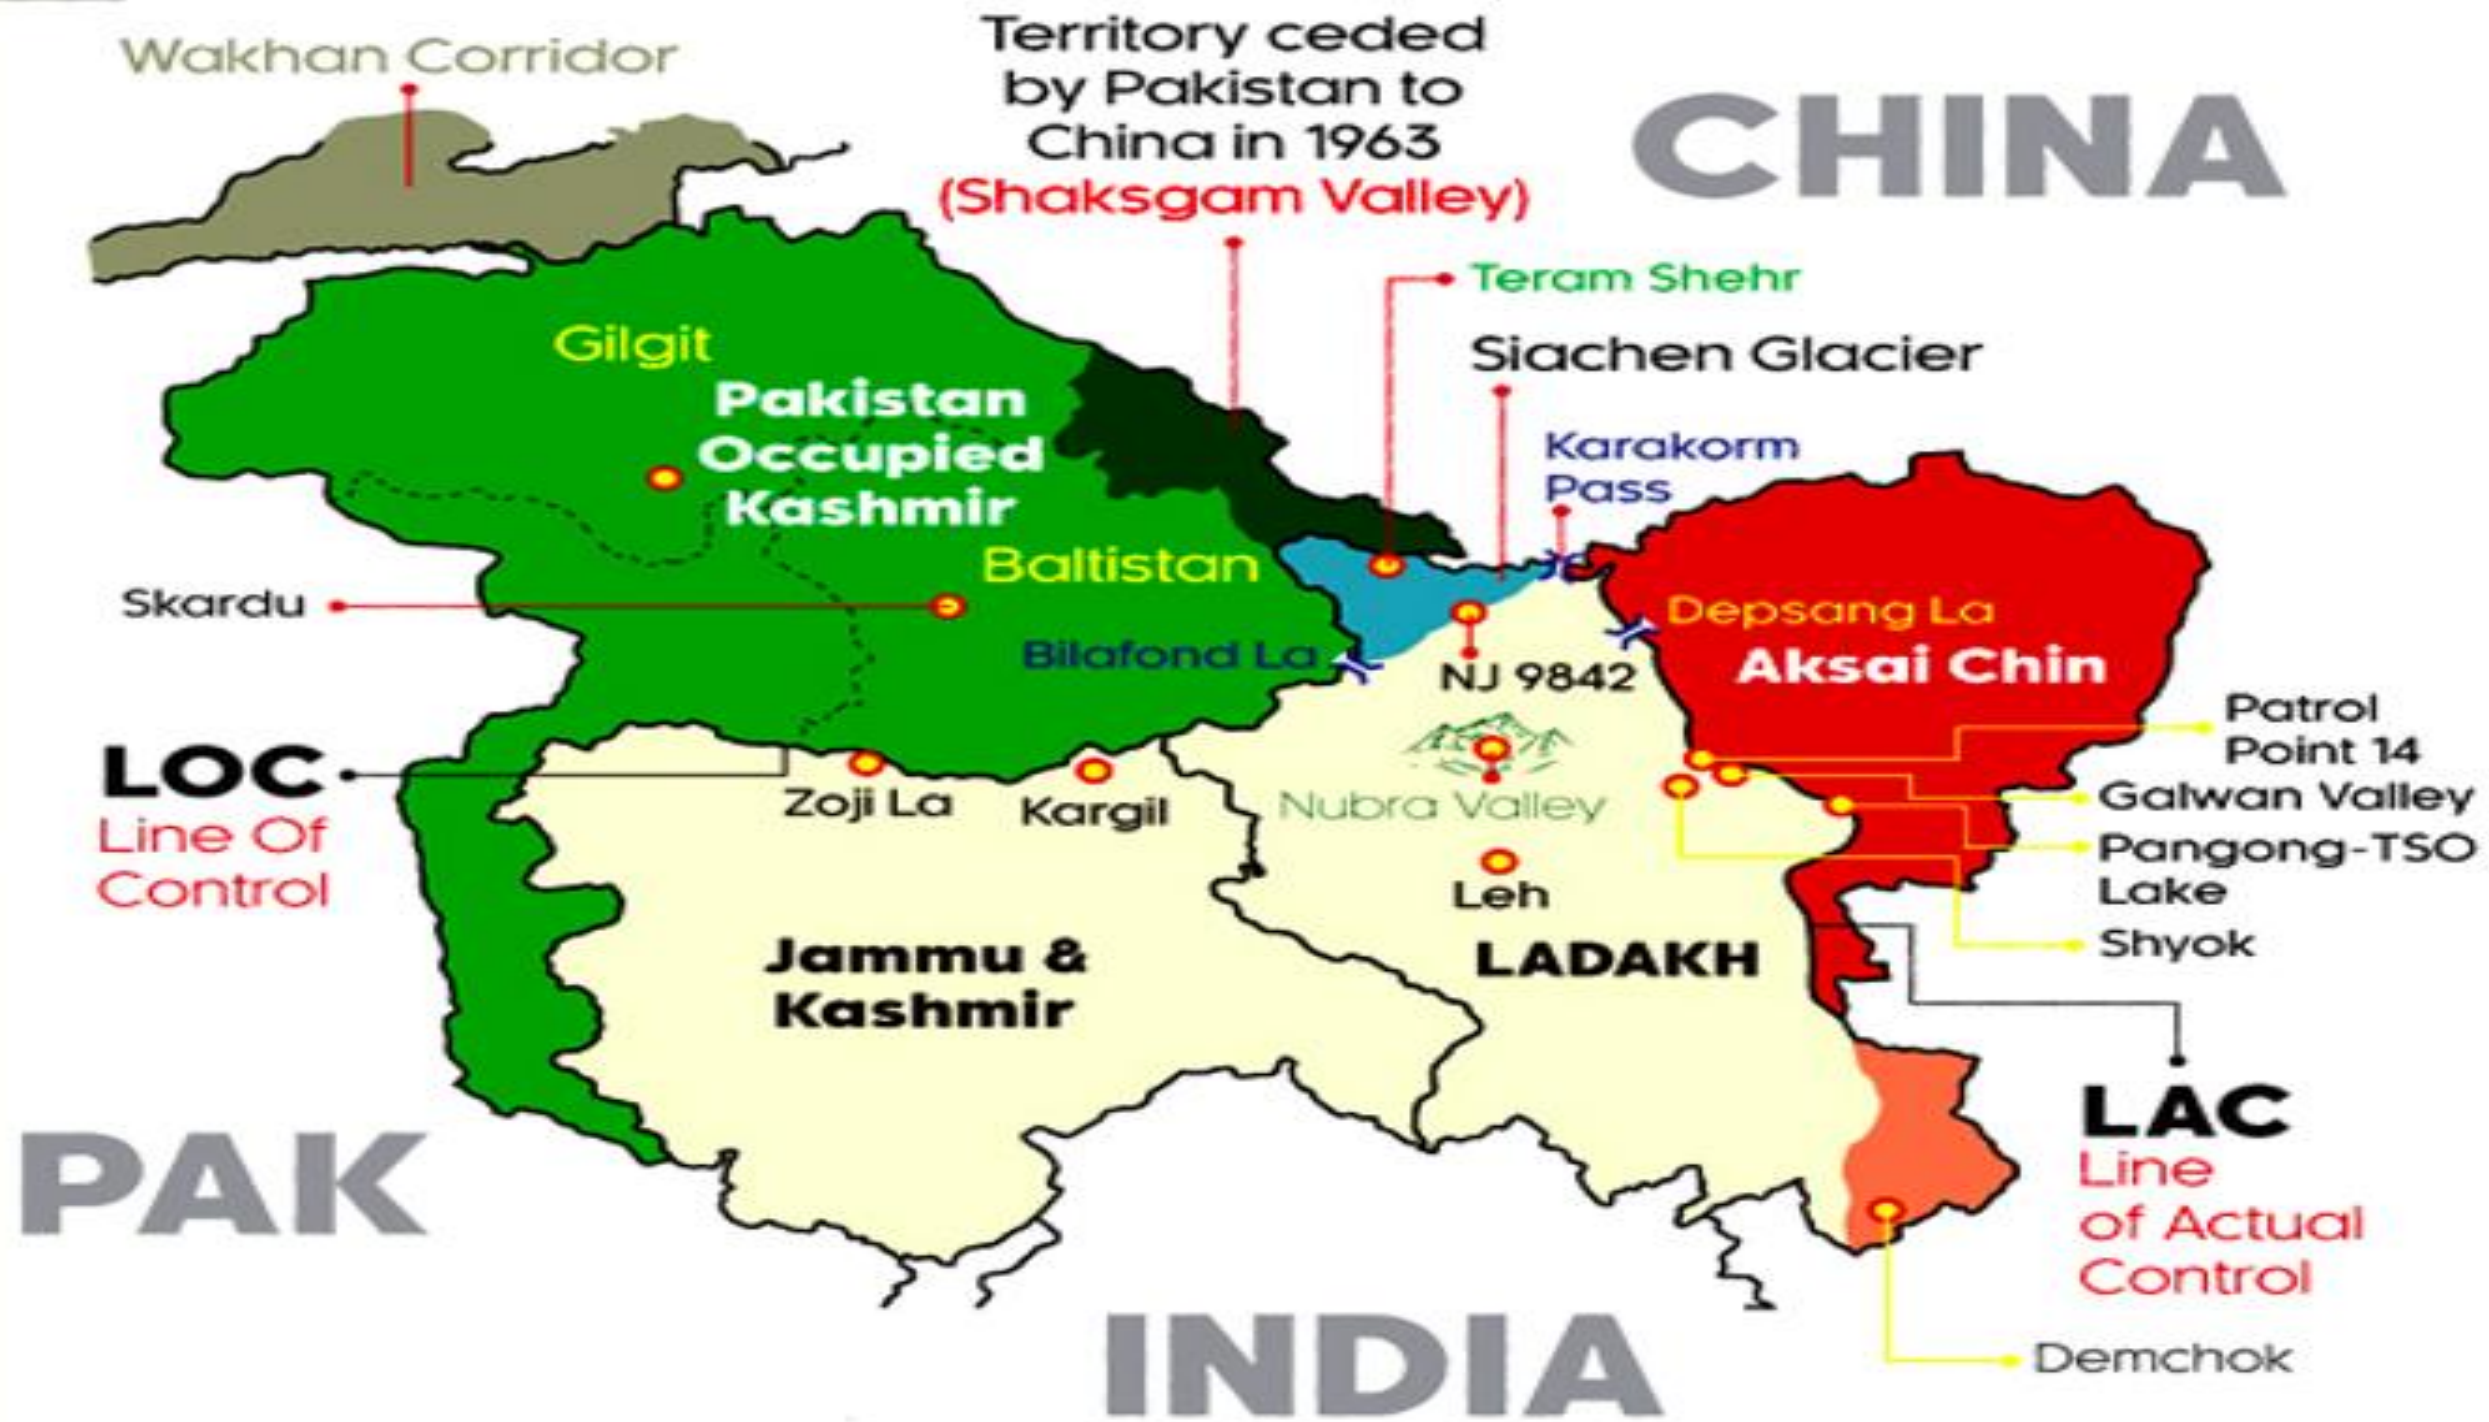 Wakhan Corridor
Territory ceded
by Pakistan to
China in 1963
(Shaksgam Valley)
CHINA
Teram Shehr
Siachen Glacier
Karakorm
Pass
Gilgit
Pakistan
Occupied
Kashmir
Baltistan
Skardu
Bilafond La
NJ 9842
Depsang La
Aksai Chin
Patrol
Point 14
Galwan Valley
Pangong-TSO
Lake
Shyok
LOC
Line Of
Control
Zoji La
Kargil
Nubra Valley
Leh
Jammu &
Kashmir
LADAKH
LAC
Line
of Actual
Control
PAK
INDIA
Demchok